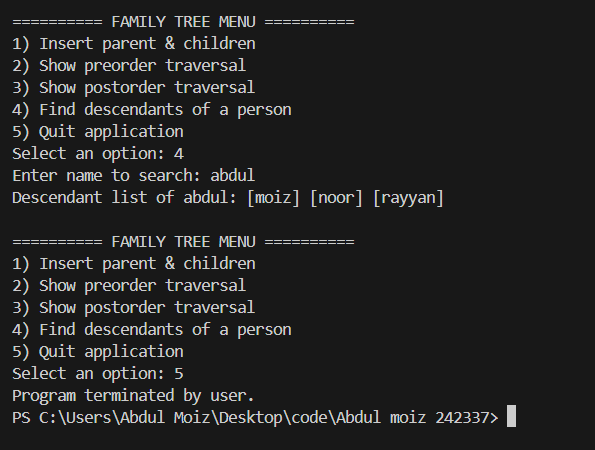 ========== FAMILY TREE MENU ==========
1) Insert parent & children
2) Show preorder traversal
3) Show postorder traversal
4) Find descendants of a person
5) Quit application
Select an option: 4
Enter name to search: abdul
Descendant list of abdul: [moiz] [noor] [rayyan]

========== FAMILY TREE MENU ==========
1) Insert parent & children
2) Show preorder traversal
3) Show postorder traversal
4) Find descendants of a person
5) Quit application
Select an option: 5
Program terminated by user.
PS C:\Users\Abdul Moiz\Desktop\code\Abdul moiz 242337>